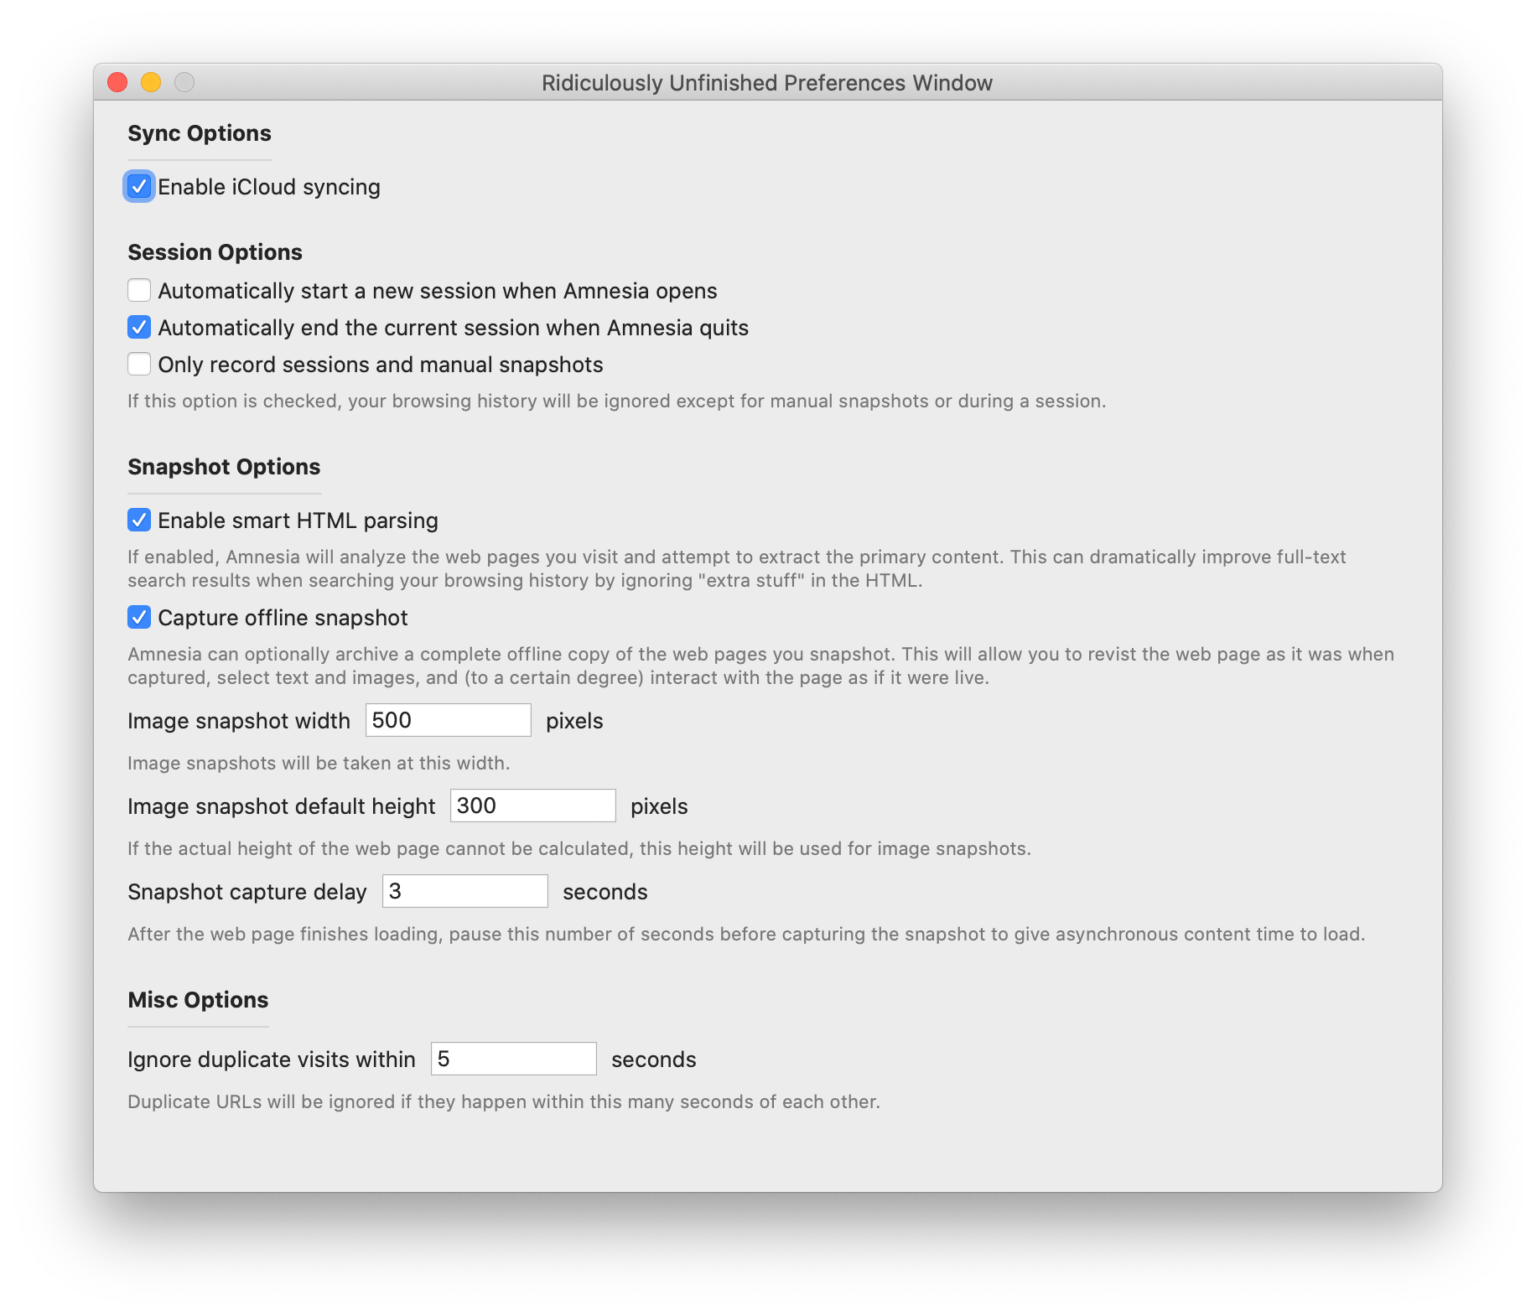 Ridiculously Unfinished Preferences Window
Sync Options
Enable iCloud syncing
Session Options
Automatically start a new session when Amnesia opens
Automatically end the current session when Amnesia quits
Only record sessions and manual snapshots
If this option is checked, your browsing history will be ignored except for manual snapshots or during a session.
Snapshot Options
Enable smart HTML parsing
If enabled, Amnesia will analyze the web pages you visit and attempt to extract the primary content. This can dramatically improve full-text
search results when searching your browsing history by ignoring "extra stuff" in the HTML.
Capture offline snapshot
Amnesia can optionally archive a complete offline copy of the web pages you snapshot. This will allow you to revist the web page as it was when
captured, select text and images, and (to a certain degree) interact with the page as if it were live.
Image snapshot width 500 pixels
Image snapshots will be taken at this width.
Image snapshot default height 300 pixels
If the actual height of the web page cannot be calculated, this height will be used for image snapshots.
Snapshot capture delay 3 seconds
After the web page finishes loading, pause this number of seconds before capturing the snapshot to give asynchronous content time to load.
Misc Options
Ignore duplicate visits within 5 seconds
Duplicate URLs will be ignored if they happen within this many seconds of each other.